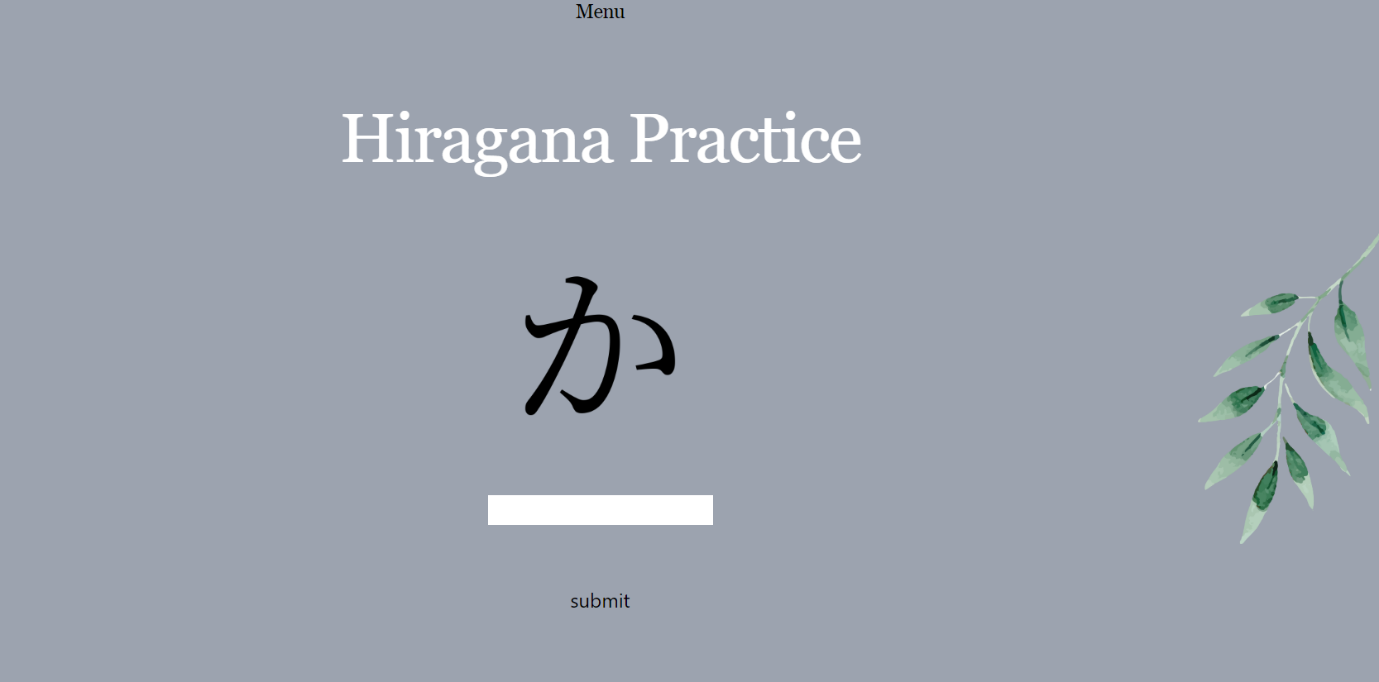 Menu
Hiragana Practice
か
submit